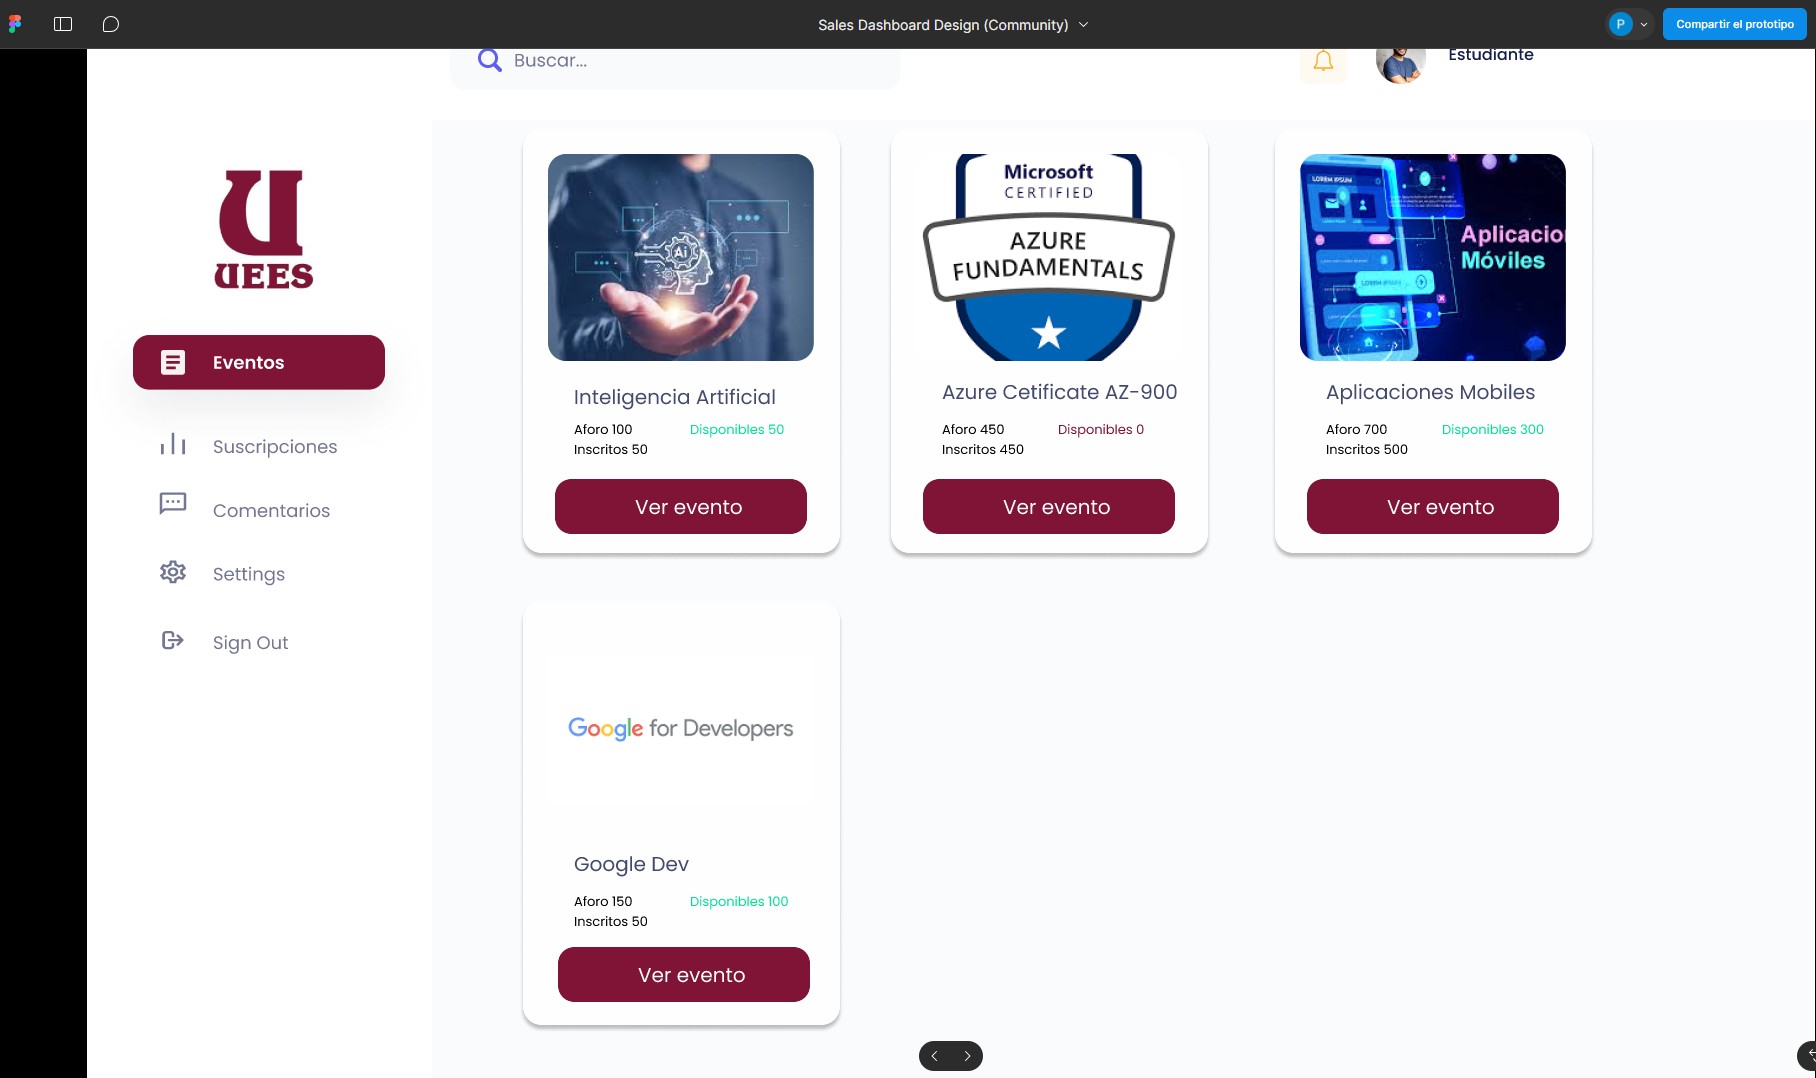 Sales Dashboard Design (Community)
P
Compartir el prototipo
Buscar...
Estudiante
UEES
Eventos
Suscripciones
Comentarios
Settings
Sign Out
Ai
Inteligencia Artificial
Aforo 100
Disponibles 50
Inscritos 50
Ver evento
Microsoft
CERTIFIED
AZURE
FUNDAMENTALS
Azure Cetificate AZ-900
Aforo 450
Disponibles 0
Inscritos 450
Ver evento
LOREM IPSUM
Aplicacio
Móviles
Aplicaciones Mobiles
Aforo 700
Disponibles 300
Inscritos 500
Ver evento
Google for Developers
Google Dev
Aforo 150
Disponibles 100
Inscritos 50
Ver evento